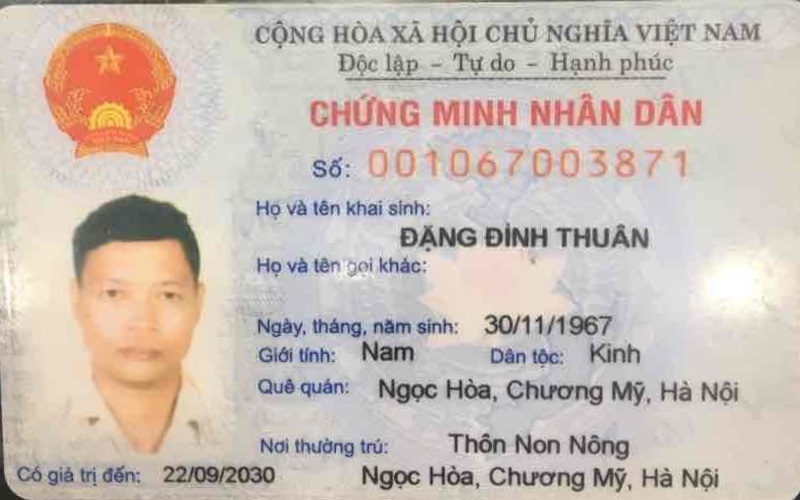 CỘNG HÒA XÃ HỘI CHỦ NGHĨA VIỆT NAM
Độc lập - Tự do - Hạnh phúc
CHỨNG MINH NHÂN DÂN
Số: 001067003871
Họ và tên khai sinh:
ĐẶNG ĐÌNH THUÂN
Họ và tên gọi khác:
Ngày, tháng, năm sinh: 30/11/1967
Giới tính: Nam Dân tộc: Kinh
Quê quán: Ngọc Hòa, Chương Mỹ, Hà Nội
Nơi thường trú: Thôn Non Nông
Có giá trị đến: 22/09/2030 Ngọc Hòa, Chương Mỹ, Hà Nội